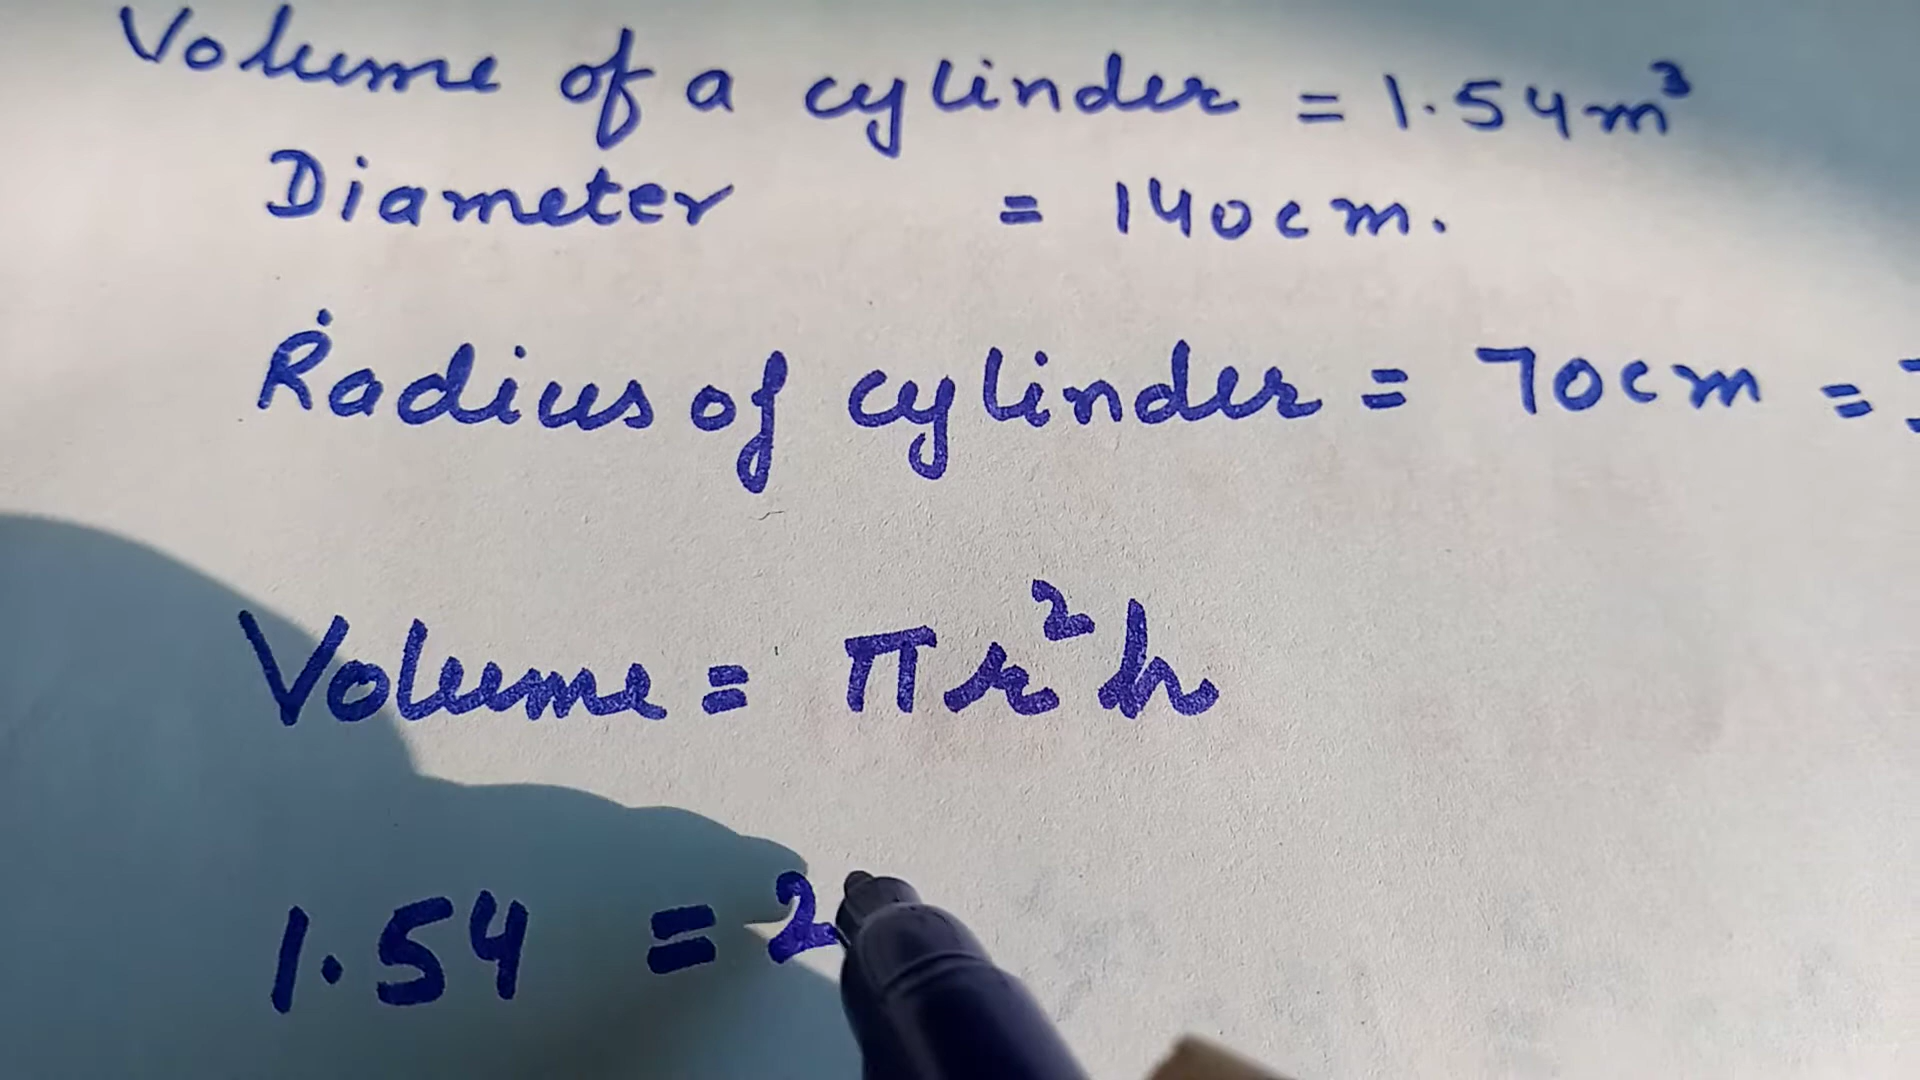 Volume of a cylinder = 1.54m³
Diameter = 140cm.
Radius of cylinder = 70cm =
Volume = πr²h
1.54 = 2